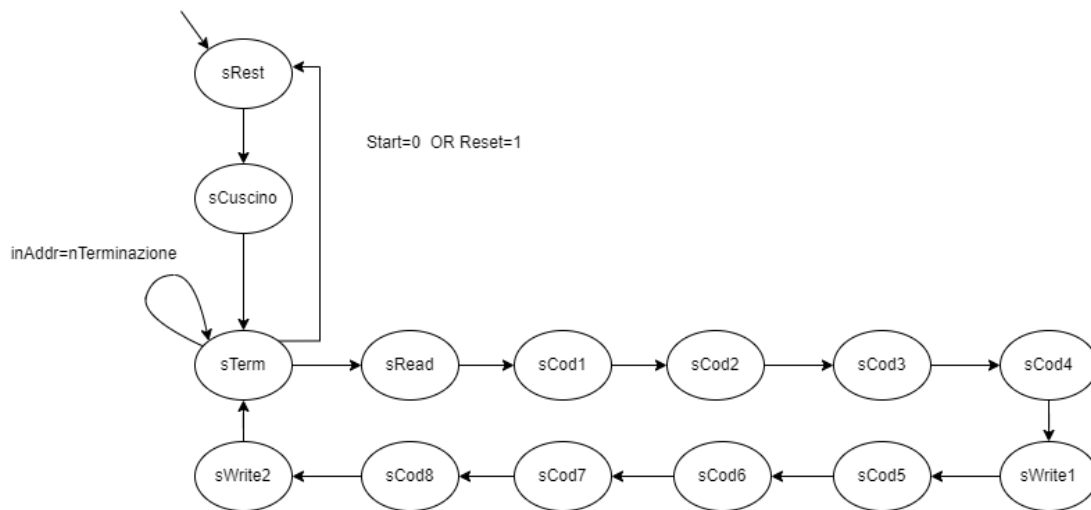 sRest
Start=0 OR Reset=1
sCuscino
inAddr=nTerminazione
sTerm
sRead
sCod1
sCod2
sCod3
sCod4
sWrite2
sCod8
sCod7
sCod6
sCod5
sWrite1